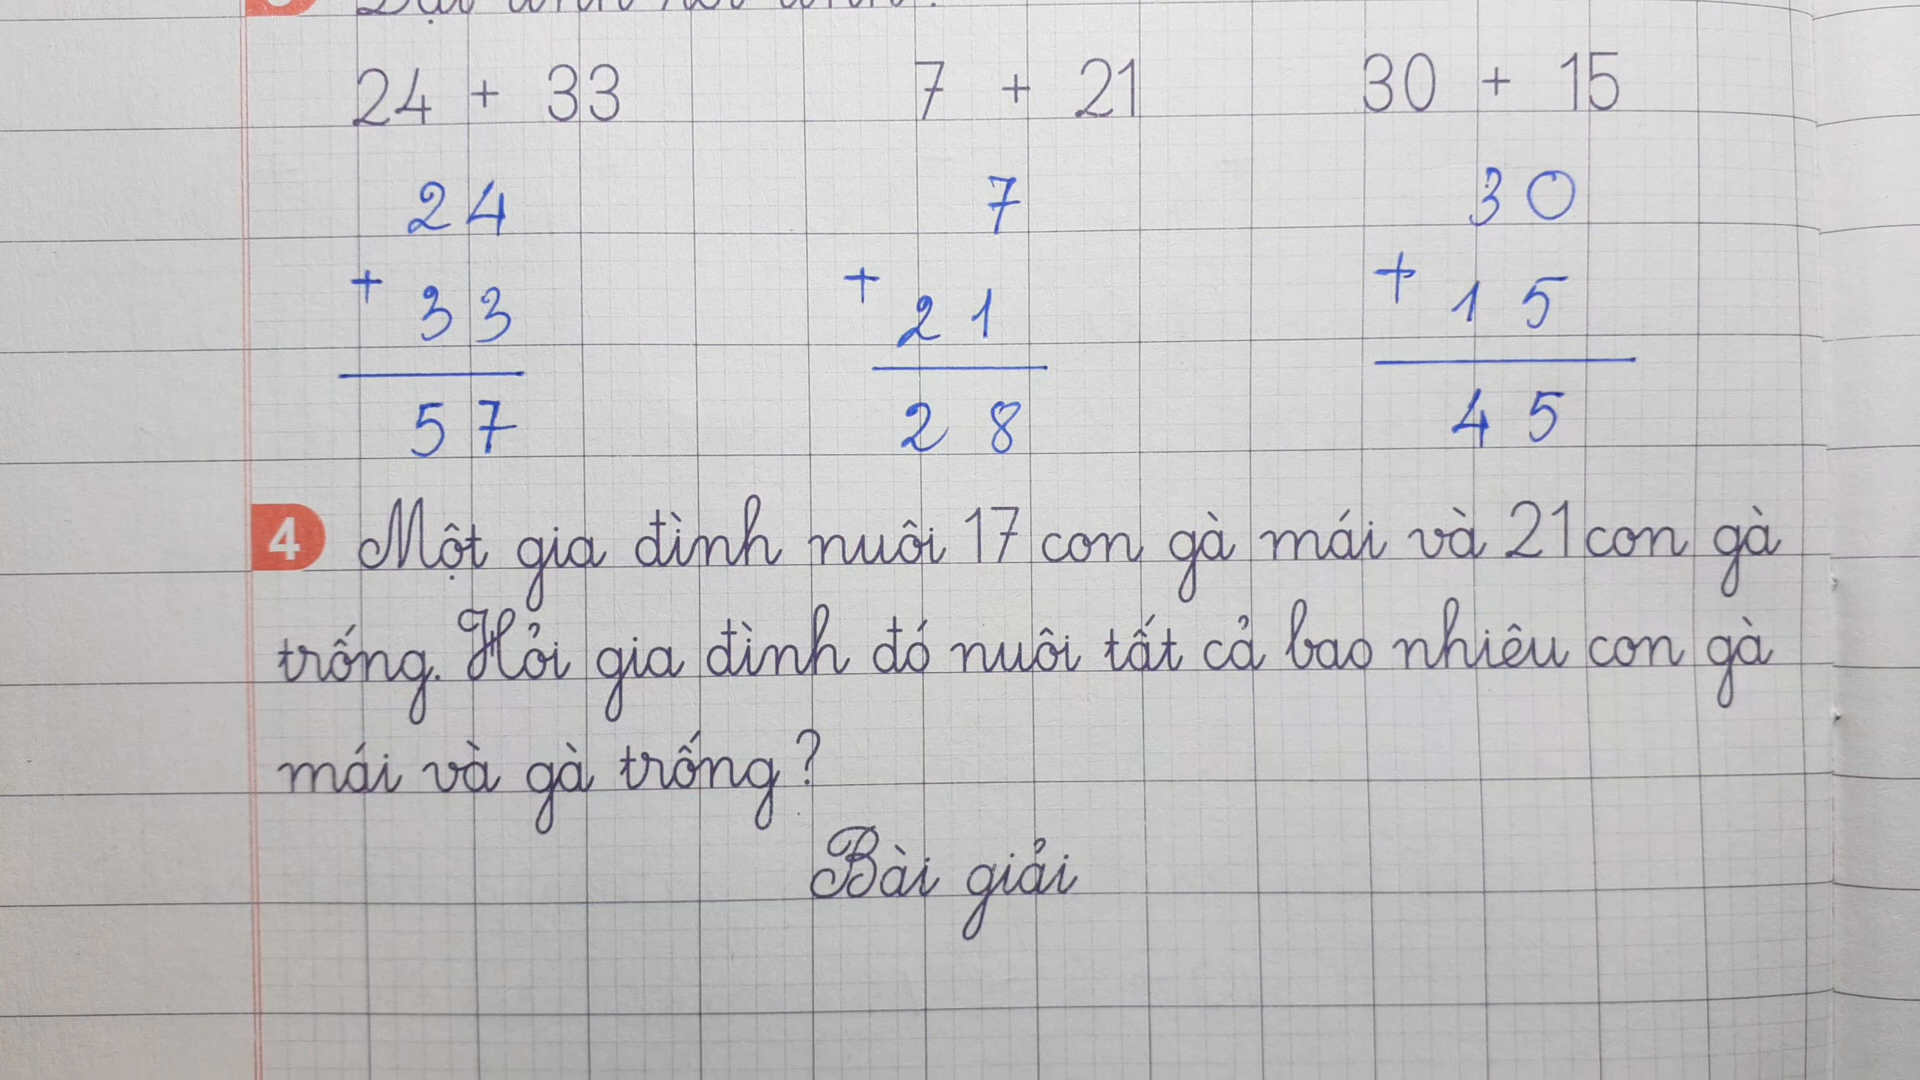 24 + 33 7 + 21 30 + 15
24 7 30
+ + +
33 21 15
57 28 45
4 Một gia đình nuôi 17 con gà mái và 21 con gà
trống. Hỏi gia đình đó nuôi tất cả bao nhiêu con gà
mái và gà trống?
Bài giải